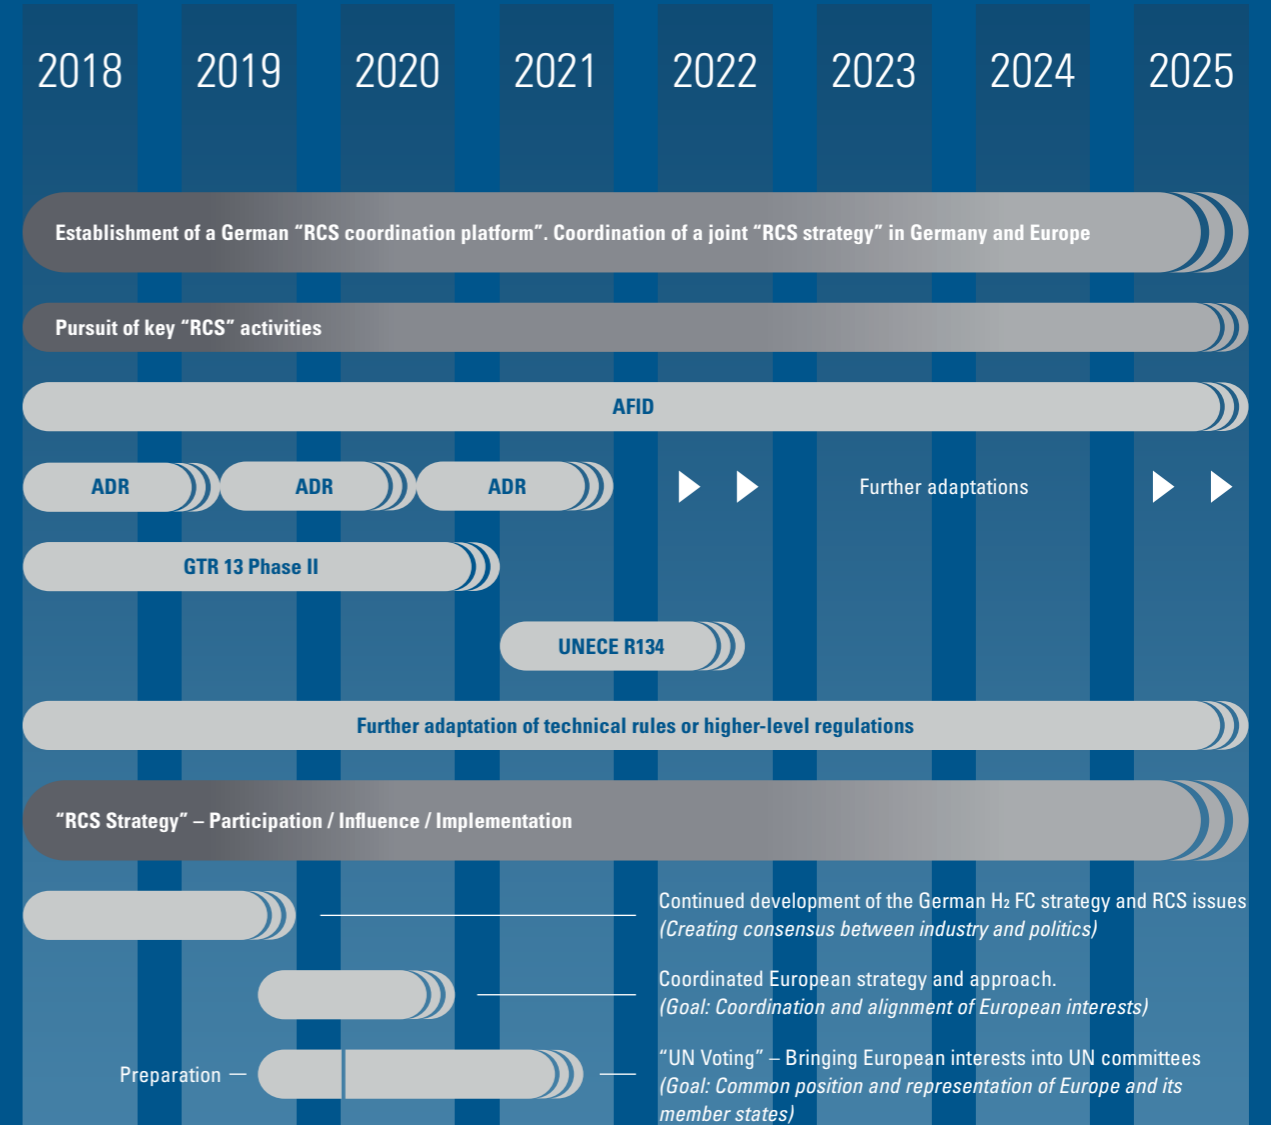 2018 2019 2020 2021 2022 2023 2024 2025
Establishment of a German “RCS coordination platform”. Coordination of a joint “RCS strategy” in Germany and Europe
Pursuit of key “RCS” activities
AFID
ADR ADR ADR Further adaptations
GTR 13 Phase II
UNECE R134
Further adaptation of technical rules or higher-level regulations
“RCS Strategy” – Participation / Influence / Implementation
Continued development of the German H₂ FC strategy and RCS issues
(Creating consensus between industry and politics)
Coordinated European strategy and approach.
(Goal: Coordination and alignment of European interests)
Preparation
“UN Voting” – Bringing European interests into UN committees
(Goal: Common position and representation of Europe and its
member states)